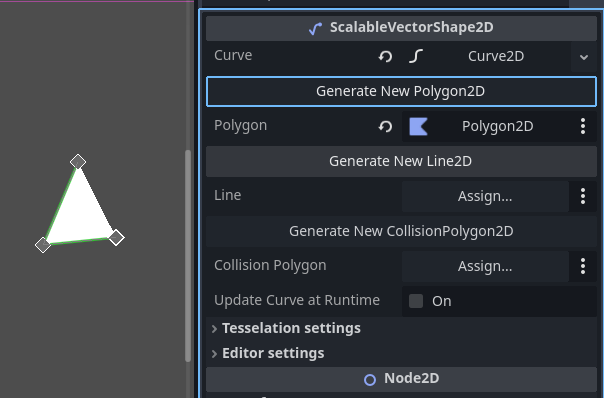 ScalableVectorShape2D
Curve Curve2D
Generate New Polygon2D
Polygon Polygon2D
Generate New Line2D
Line Assign...
Generate New CollisionPolygon2D
Collision Polygon Assign...
Update Curve at Runtime On
Tesselation settings
Editor settings
Node2D